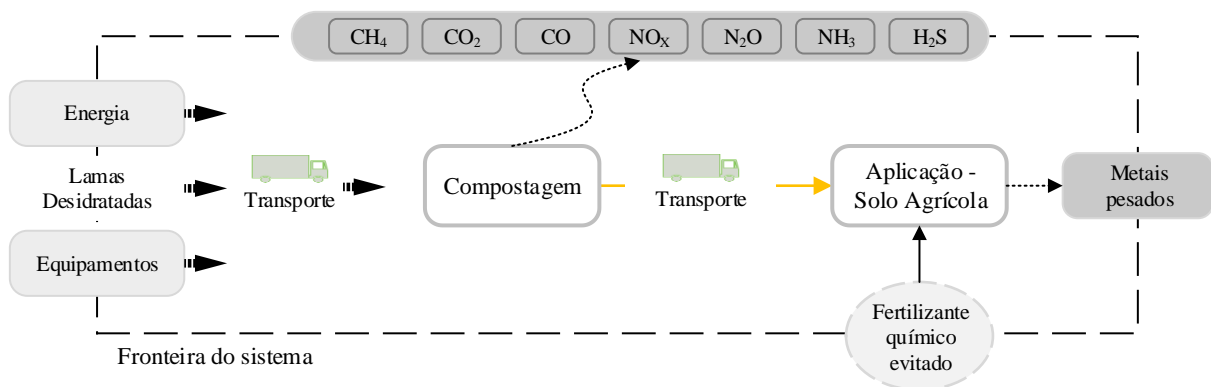 CH₄ CO₂ CO NOₓ N₂O NH₃ H₂S
Energia
Lamas
Desidratadas
Transporte
Compostagem
Transporte
Aplicação -
Solo Agrícola
Metais
pesados
Equipamentos
Fertilizante
químico
evitado
Fronteira do sistema